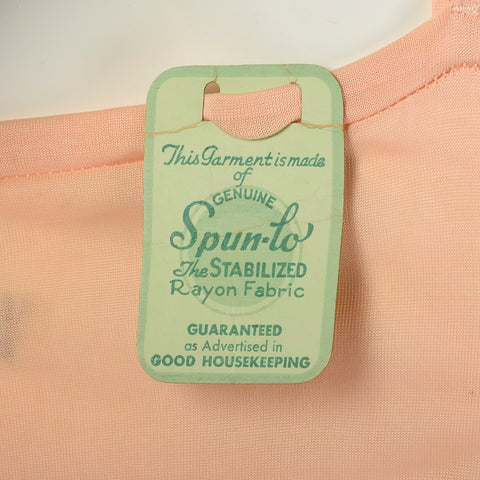 This Garment is made
of
GENUINE
Spun-lo
The STABILIZED
Rayon Fabric
GUARANTEED
as Advertised in
GOOD HOUSEKEEPING